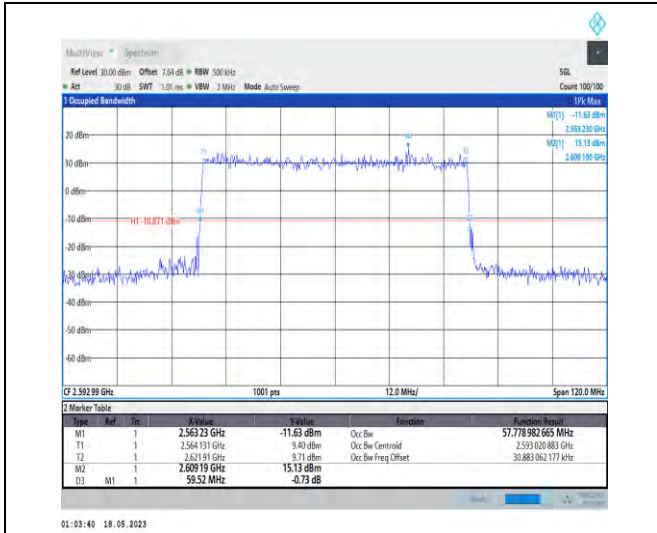 MultiView Spectrum
Ref Level 30.00 dBm Offset 7.54 dB RBW 500 kHz SGL
Att 30 dB SWT 1.01 ms VBW 2 MHz Mode Auto Sweep Count 100/100
1 Occupied Bandwidth 1Pk Max
M1[1] -11.63 dBm
2.563 230 GHz
20 dBm M2[1] 15.13 dBm
2.609 190 GHz
10 dBm
0 dBm
-10 dBm
H1 -10.871 dBm
-20 dBm
-30 dBm
-40 dBm
-50 dBm
-60 dBm
CF 2.592 99 GHz 1001 pts 12.0 MHz/ Span 120.0 MHz
2 Marker Table
Type Ref Trc X-Value Y-Value Function Function Result
M1 1 2.563 23 GHz -11.63 dBm Occ Bw 57.778 982 665 MHz
T1 1 2.564 131 GHz 9.40 dBm Occ Bw Centroid 2.593 020 883 GHz
T2 1 2.621 91 GHz 9.71 dBm Occ Bw Freq Offset 30.883 062 177 kHz
M2 1 2.609 19 GHz 15.13 dBm
D3 M1 1 59.52 MHz -0.73 dB
01:03:40 18.05.2023